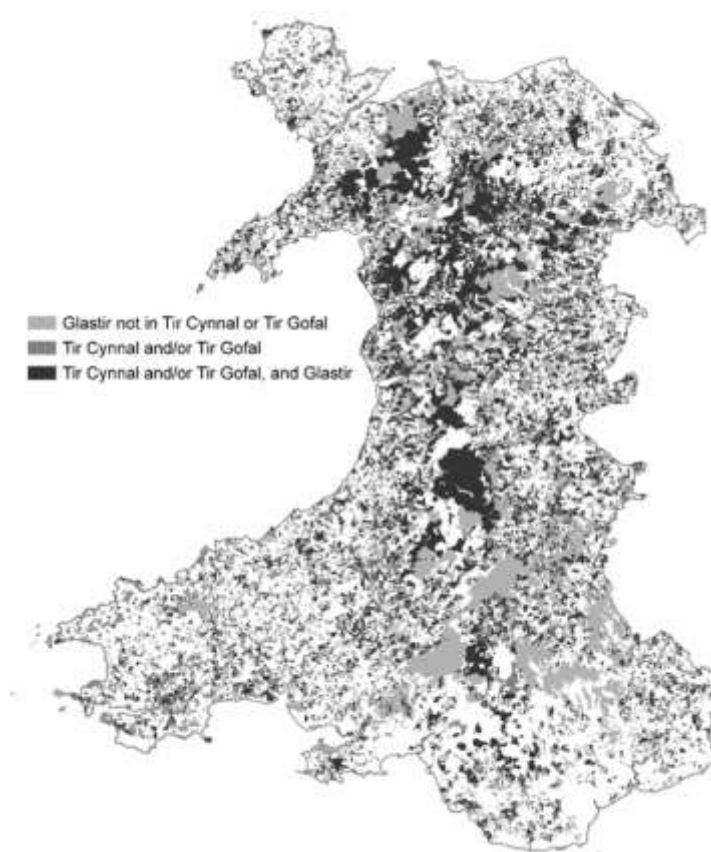 Glastir not in Tir Cynnal or Tir Gofal
Tir Cynnal and/or Tir Gofal
Tir Cynnal and/or Tir Gofal, and Glastir